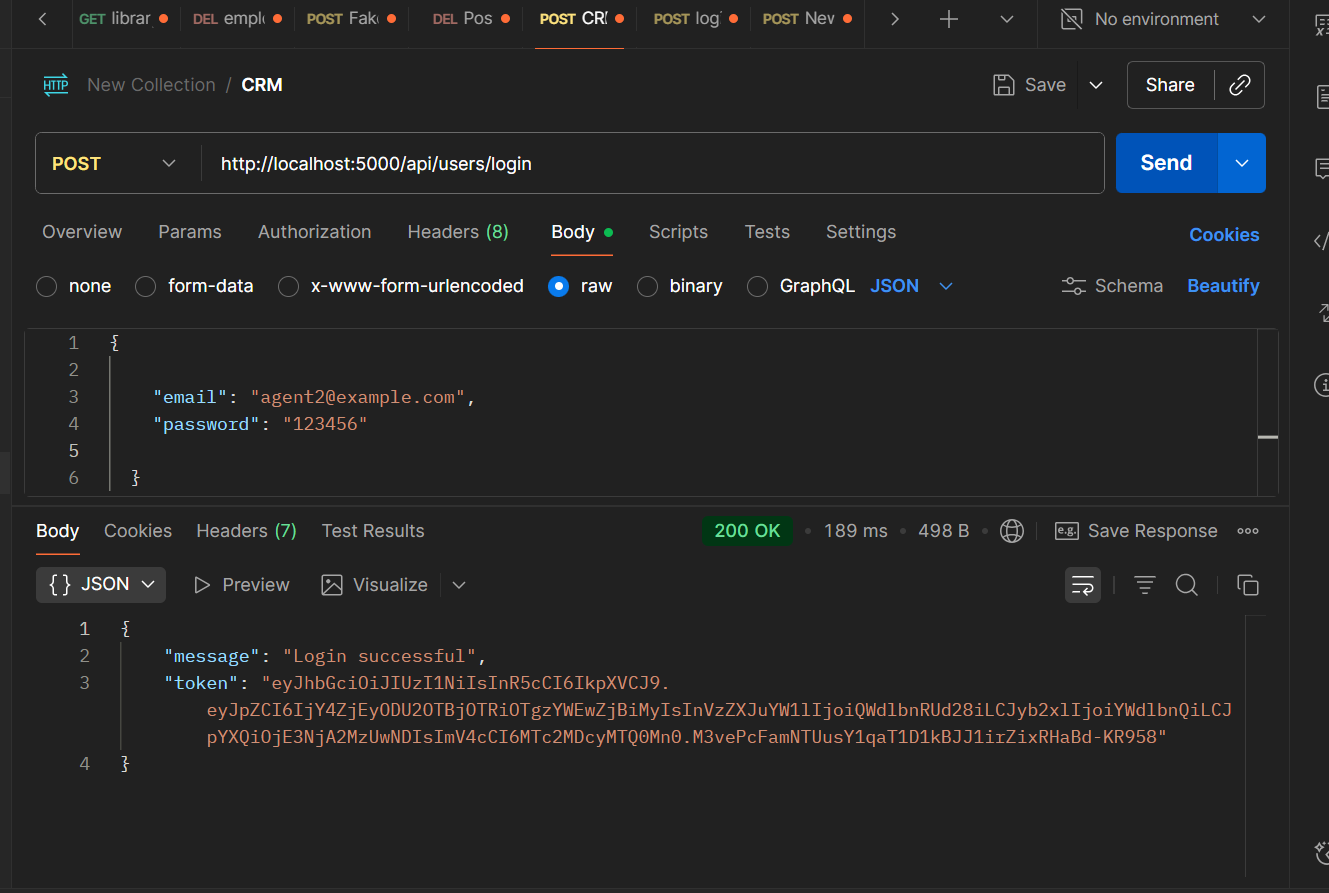 GET librar DEL empl POST Fak DEL Pos POST CR POST log POST New No environment
HTTP New Collection / CRM Save Share
POST http://localhost:5000/api/users/login Send
Overview Params Authorization Headers (8) Body Scripts Tests Settings Cookies
none form-data x-www-form-urlencoded raw binary GraphQL JSON Schema Beautify
1 {
2
3 "email": "agent2@example.com",
4 "password": "123456"
5
6 }
Body Cookies Headers (7) Test Results 200 OK • 189 ms • 498 B • e.g. Save Response
{} JSON Preview Visualize
1 {
2 "message": "Login successful",
3 "token": "eyJhbGciOiJIUzI1NiIsInR5cCI6IkpXVCJ9.
eyJpZCI6IjY4ZjEyODU2OTBjOTRiOTgzYWEwZjBiMyIsInVzZXJuYW1lIjoiQWdlbnRUd28iLCJyb2xlIjoiYWdlbnQiLCJ
pYXQiOjE3NjA2MzUwNDIsImV4cCI6MTc2MDcyMTQ0Mn0.M3vePcFamNTUusY1qaT1D1kBJJ1irZixRHaBd-KR958"
4 }